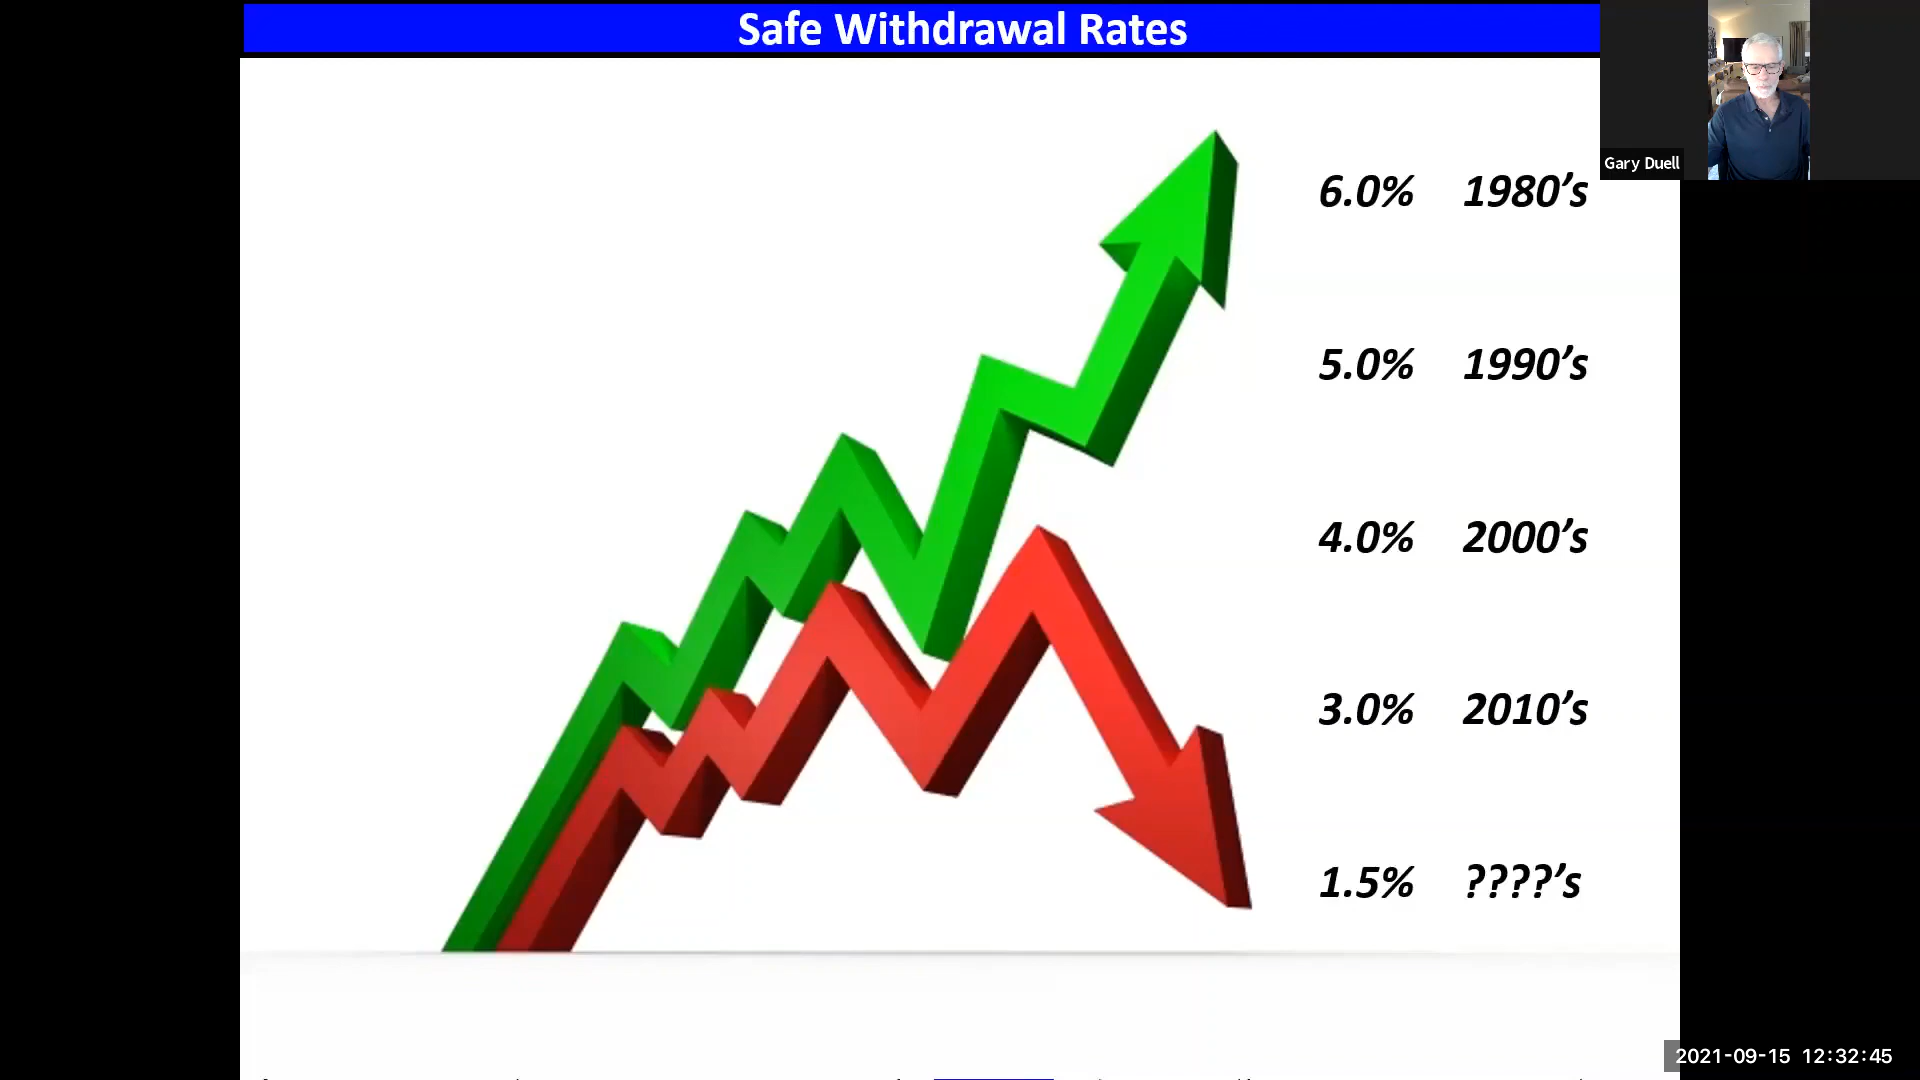 Safe Withdrawal Rates
Gary Duell
6.0% 1980’s
5.0% 1990’s
4.0% 2000’s
3.0% 2010’s
1.5% ????’s
2021-09-15 12:32:45